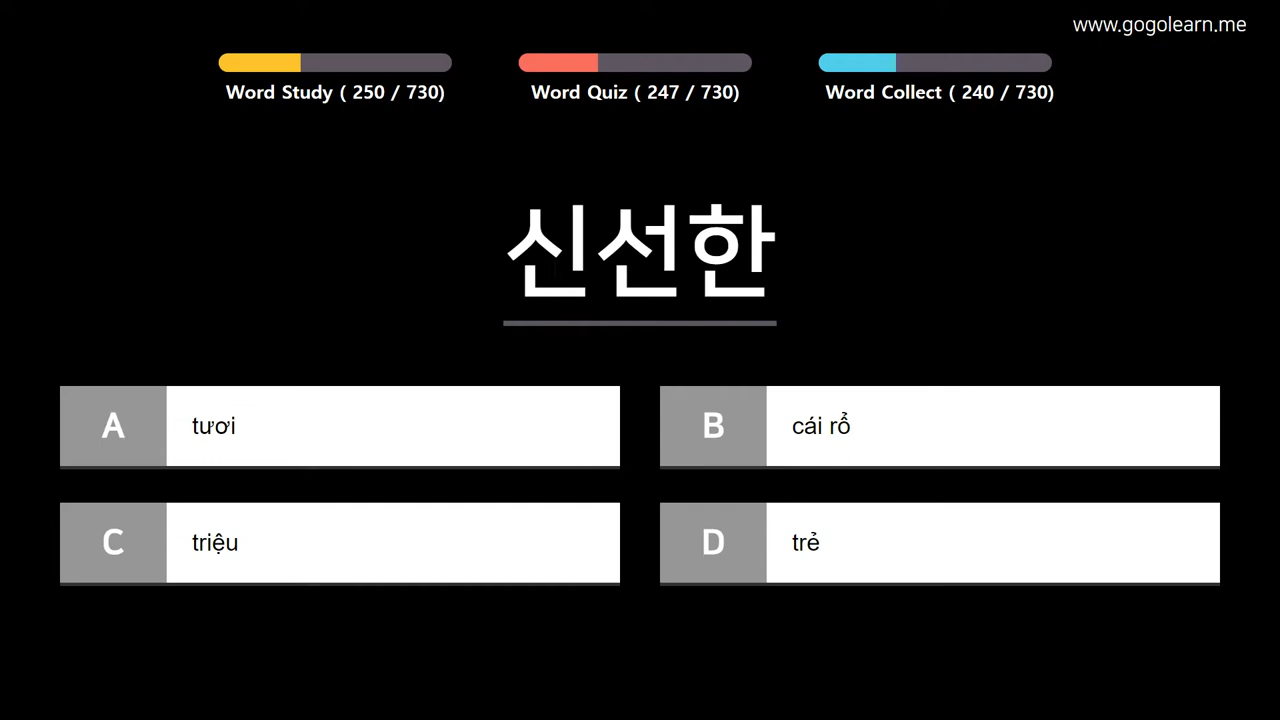 www.gogolearn.me
Word Study ( 250 / 730)
Word Quiz ( 247 / 730)
Word Collect ( 240 / 730)
신선한
A tươi
B cái rổ
C triệu
D trẻ